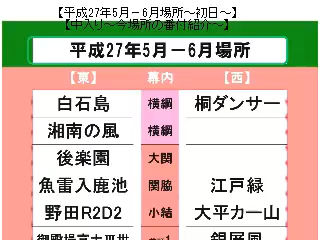 【平成27年5月－6月場所～初日～】
【中入り～今場所の番付紹介～】
平成27年5月－6月場所
【東】 幕内 【西】
白石島 横綱 桐ダンサー
湘南の風 横綱
後楽園 大関
魚雷入鹿池 関脇 江戸緑
野田R2D2 小結 大平カー山